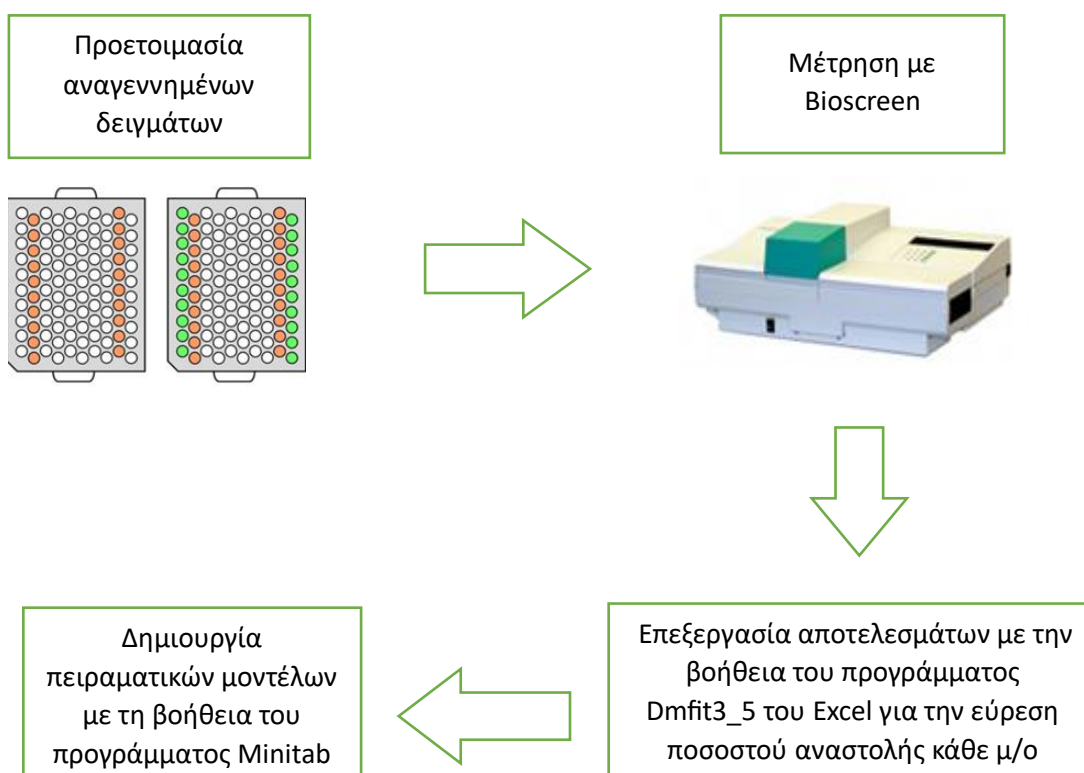 Προετοιμασία
αναγεννημένων
δειγμάτων
Μέτρηση με
Bioscreen
Επεξεργασία αποτελεσμάτων με την
βοήθεια του προγράμματος
Dmfit3_5 του Excel για την εύρεση
ποσοστού αναστολής κάθε μ/ο
Δημιουργία
πειραματικών μοντέλων
με τη βοήθεια του
προγράμματος Minitab